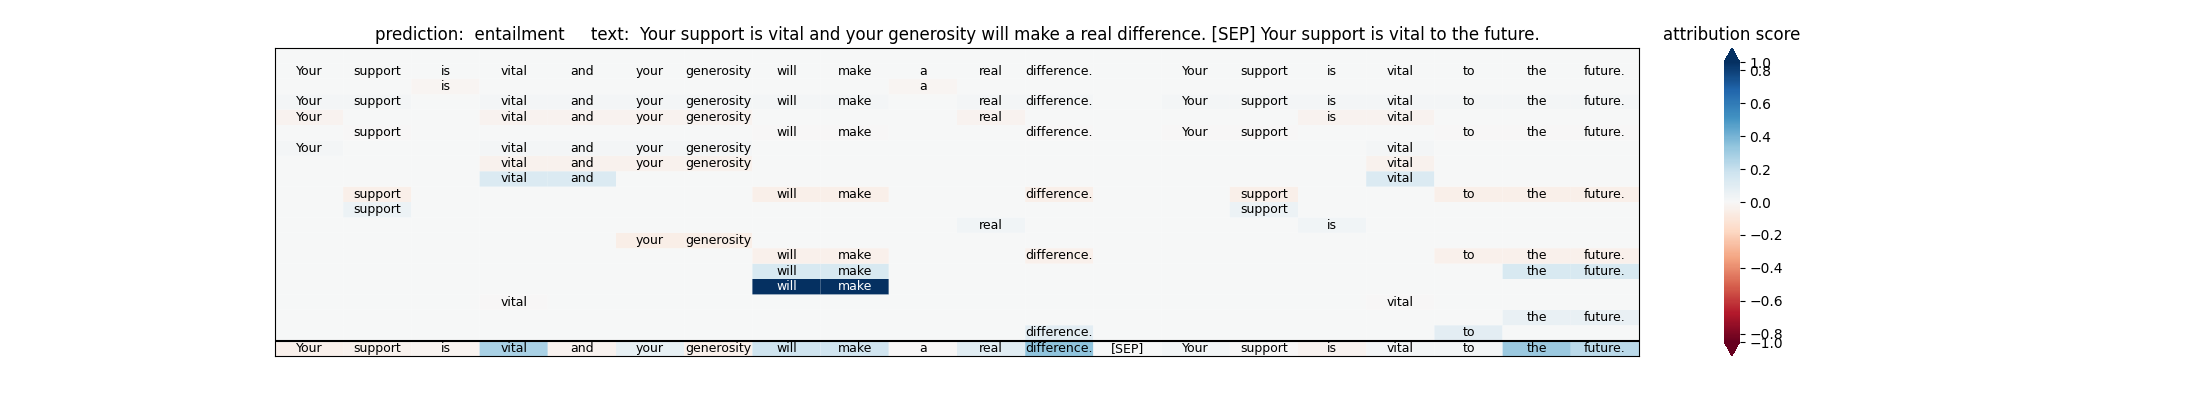 prediction: entailment text: Your support is vital and your generosity will make a real difference. [SEP] Your support is vital to the future.
attribution score
Your support is vital and your generosity will make a real difference. Your support is vital to the future.
is a
Your support vital and your generosity will make real difference. Your support is vital to the future.
Your vital and your generosity real is vital
support will make difference. Your support to the future.
Your vital and your generosity vital
vital and your generosity vital
vital and vital
support will make difference. support to the future.
support support
real is
your generosity
will make difference. to the future.
will make the future.
will make
vital vital
the future.
difference. to
Your support is vital and your generosity will make a real difference. [SEP] Your support is vital to the future.
1.0
0.8
0.6
0.4
0.2
0.0
−0.2
−0.4
−0.6
−0.8
−1.0